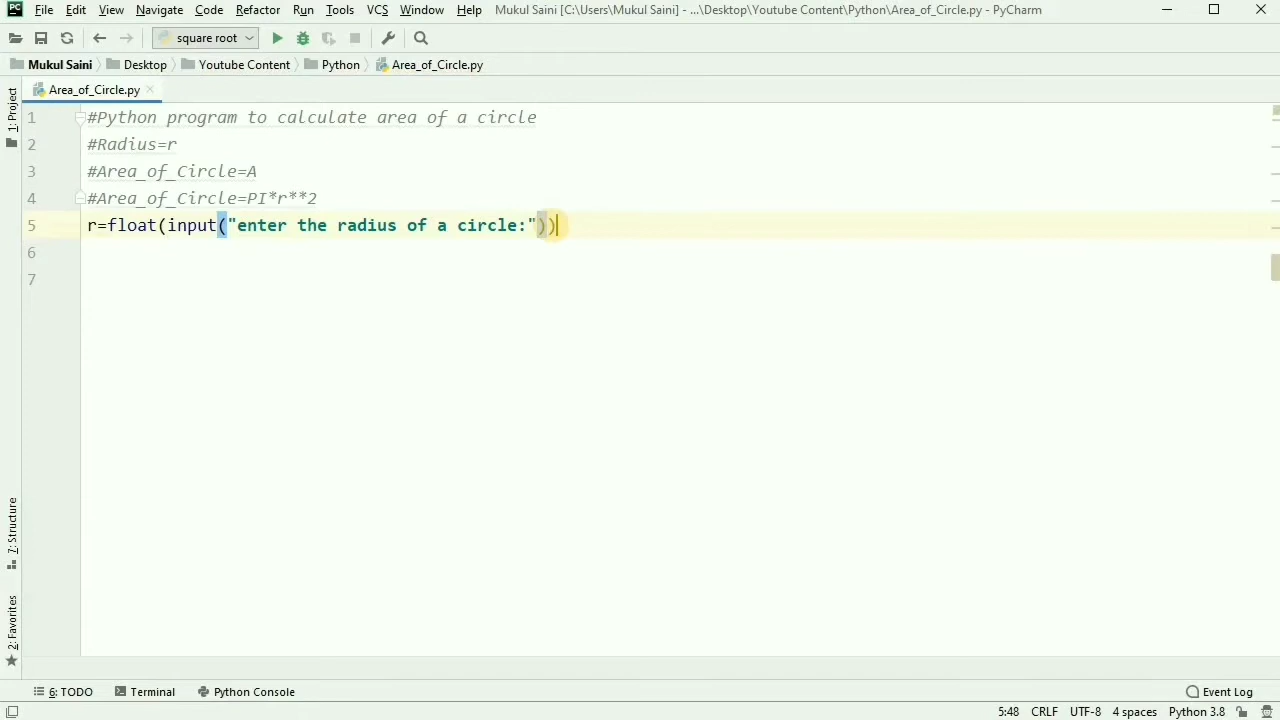 PC File Edit View Navigate Code Refactor Run Tools VCS Window Help Mukul Saini [C:\Users\Mukul Saini] - ...\Desktop\Youtube Content\Python\Area_of_Circle.py - PyCharm
square root
Mukul Saini Desktop Youtube Content Python Area_of_Circle.py
Area_of_Circle.py
1: Project
1 #Python program to calculate area of a circle
2 #Radius=r
3 #Area_of_Circle=A
4 #Area_of_Circle=PI*r**2
5 r=float(input("enter the radius of a circle:"))
6
7
7: Structure
2: Favorites
6: TODO Terminal Python Console Event Log
5:48 CRLF UTF-8 4 spaces Python 3.8